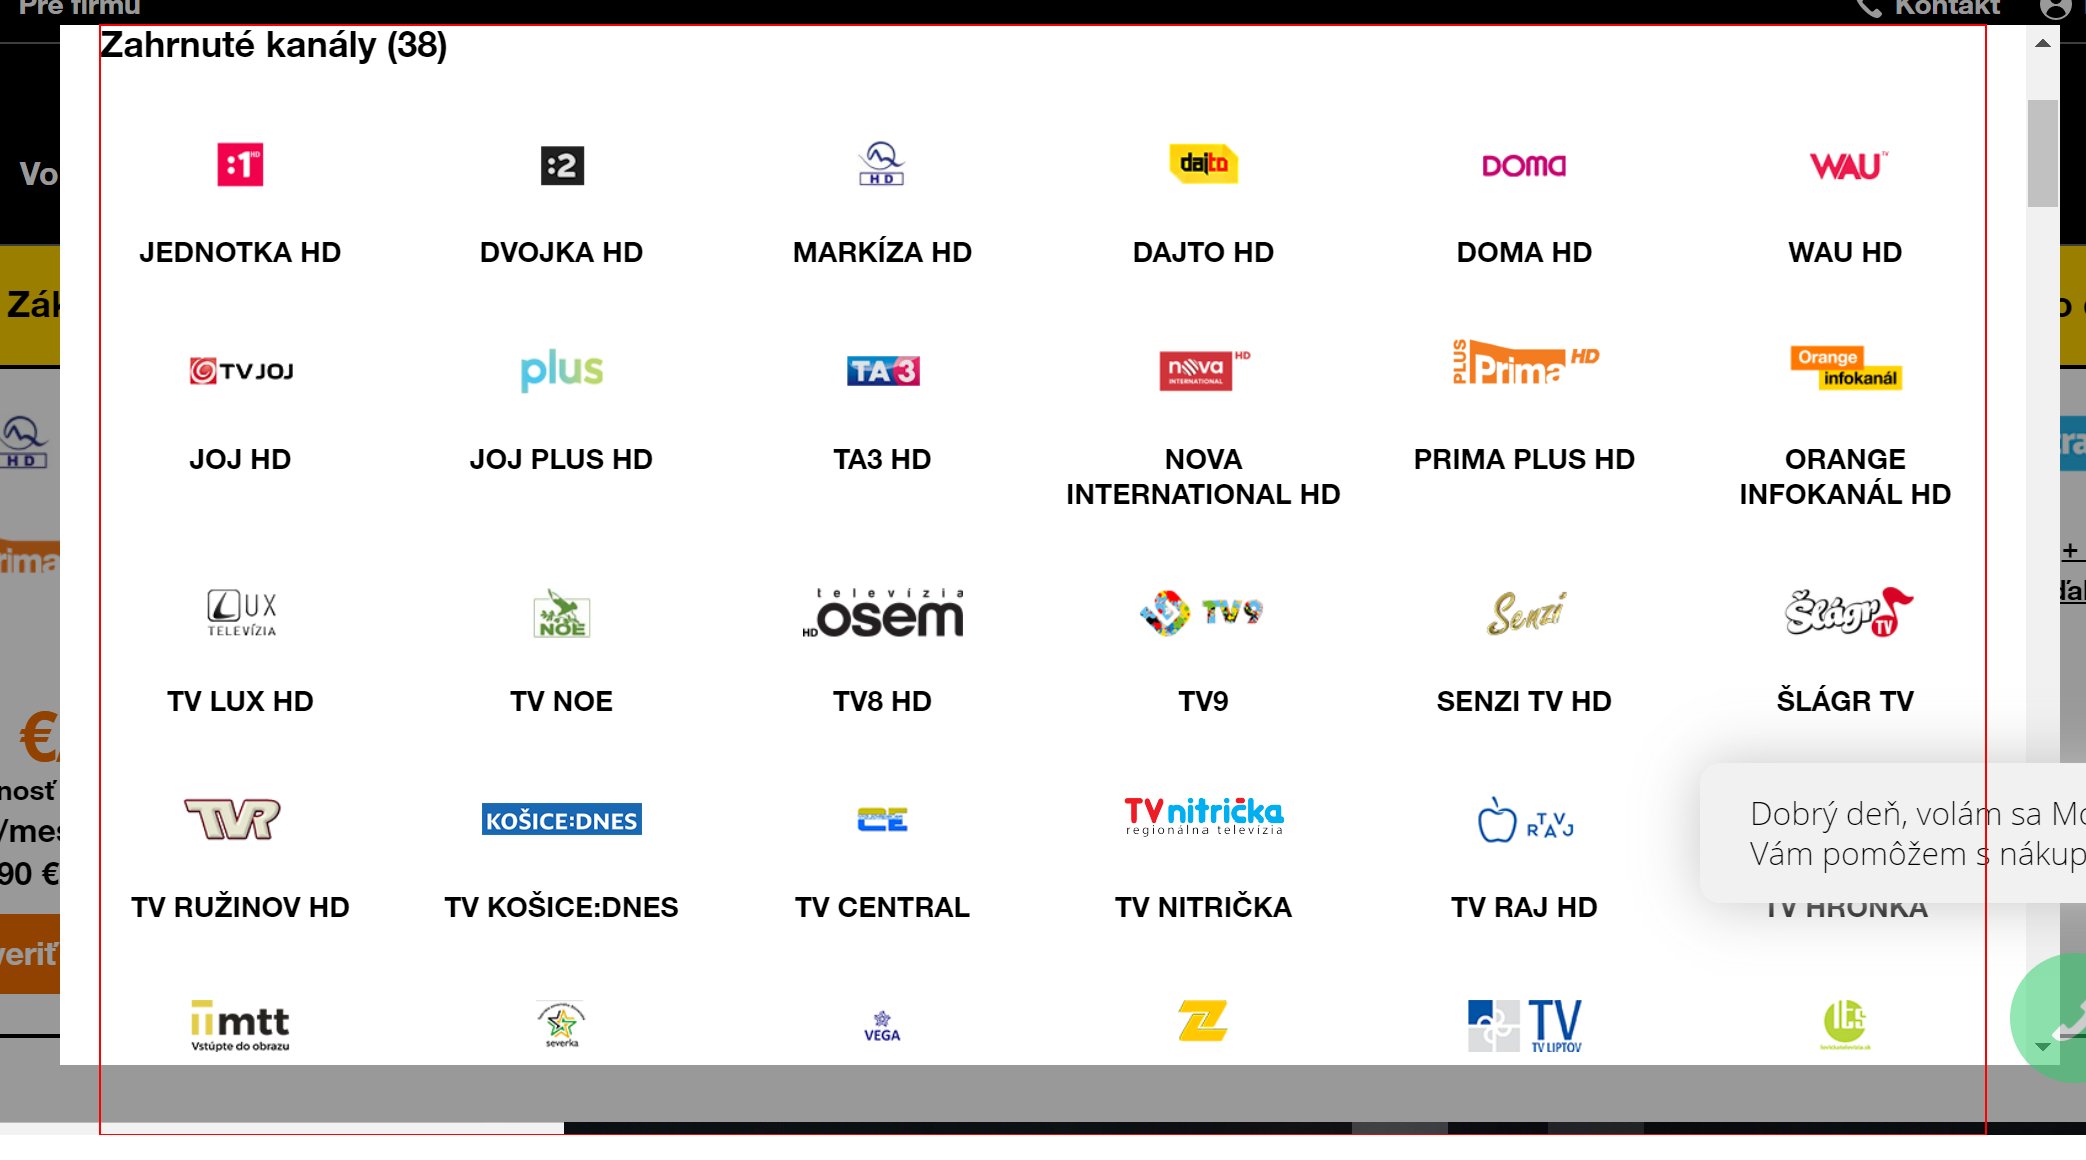 Pre firmu
Kontakt
Zahrnuté kanály (38)
Vo
:1 HD
:2
HD
dajto
DOMA
WAU TV
JEDNOTKA HD
DVOJKA HD
MARKÍZA HD
DAJTO HD
DOMA HD
WAU HD
Zák
TV JOJ
plus
TA3
nova HD
INTERNATIONAL
PLUS Prima HD
Orange
infokanál
HD
JOJ HD
JOJ PLUS HD
TA3 HD
NOVA
INTERNATIONAL HD
PRIMA PLUS HD
ORANGE
INFOKANÁL HD
rima
LUX
TELEVÍZIA
NOE
televízia
HD osem
TV9
Senzi
Šlágr TV
TV LUX HD
TV NOE
TV8 HD
TV9
SENZI TV HD
ŠLÁGR TV
€/
nosť
/mes
90 €
TVR
KOŠICE:DNES
CE
TV nitrička
regionálna televízia
TV RAJ
Dobrý deň, volám sa Mo
Vám pomôžem s nákup
TV RUŽINOV HD
TV KOŠICE:DNES
TV CENTRAL
TV NITRIČKA
TV RAJ HD
TV HRONKA
veriť
mtt
Vstúpte do obrazu
severka
VEGA
Z
TV
TV LIPTOV